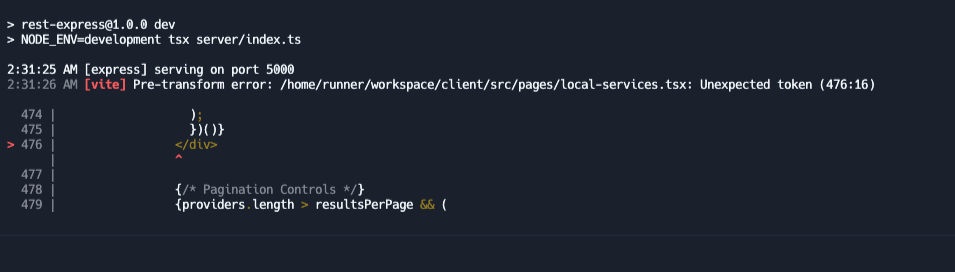 > rest-express@1.0.0 dev
> NODE_ENV=development tsx server/index.ts
2:31:25 AM [express] serving on port 5000
2:31:26 AM [vite] Pre-transform error: /home/runner/workspace/client/src/pages/local-services.tsx: Unexpected token (476:16)
474 |                   );
475 |                   })()}
> 476 |                 </div>
|                 ^
477 |
478 |                 {/* Pagination Controls */}
479 |                 {providers.length > resultsPerPage && (